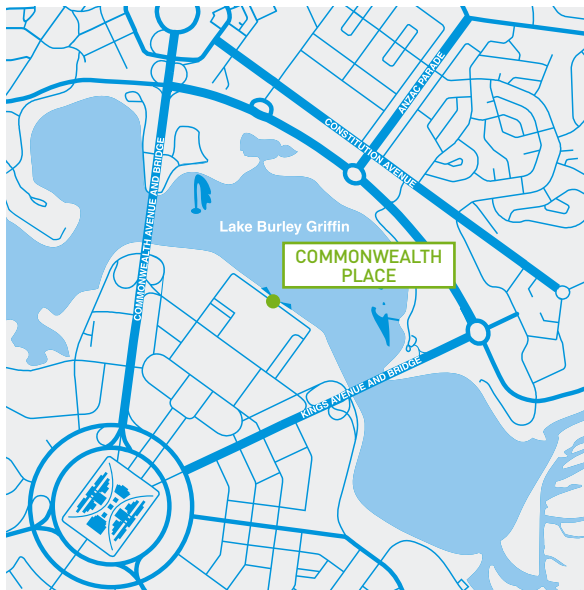 ANZAC PARADE
CONSTITUTION AVENUE
COMMONWEALTH AVENUE AND BRIDGE
Lake Burley Griffin
COMMONWEALTH
PLACE
KINGS AVENUE AND BRIDGE